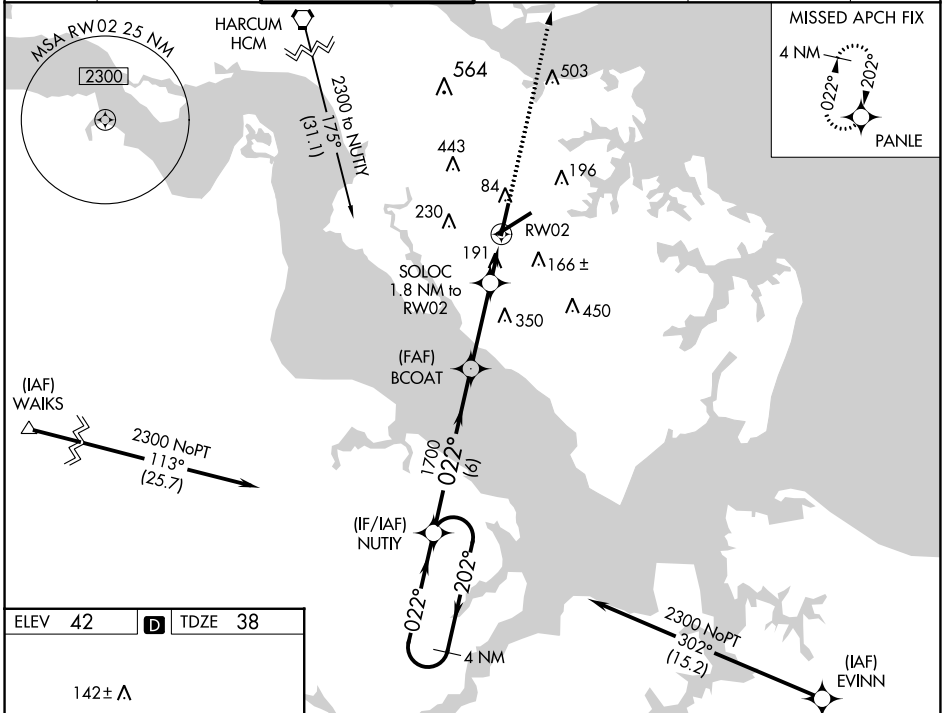 MSA RW02 25 NM
2300
HARCUM
HCM
2300 to NUTIY
175°
(31.1)
564
503
443
84
196
230
RW02
191
166 ±
SOLOC
1.8 NM to
RW02
350
450
MISSED APCH FIX
4 NM
022°
202°
PANLE
(FAF)
BCOAT
(IAF)
WAIKS
2300 NoPT
113°
(25.7)
1700
022°
(6)
(IF/IAF)
NUTIY
022°
202°
4 NM
2300 NoPT
302°
(15.2)
(IAF)
EVINN
ELEV 42 D TDZE 38
142±